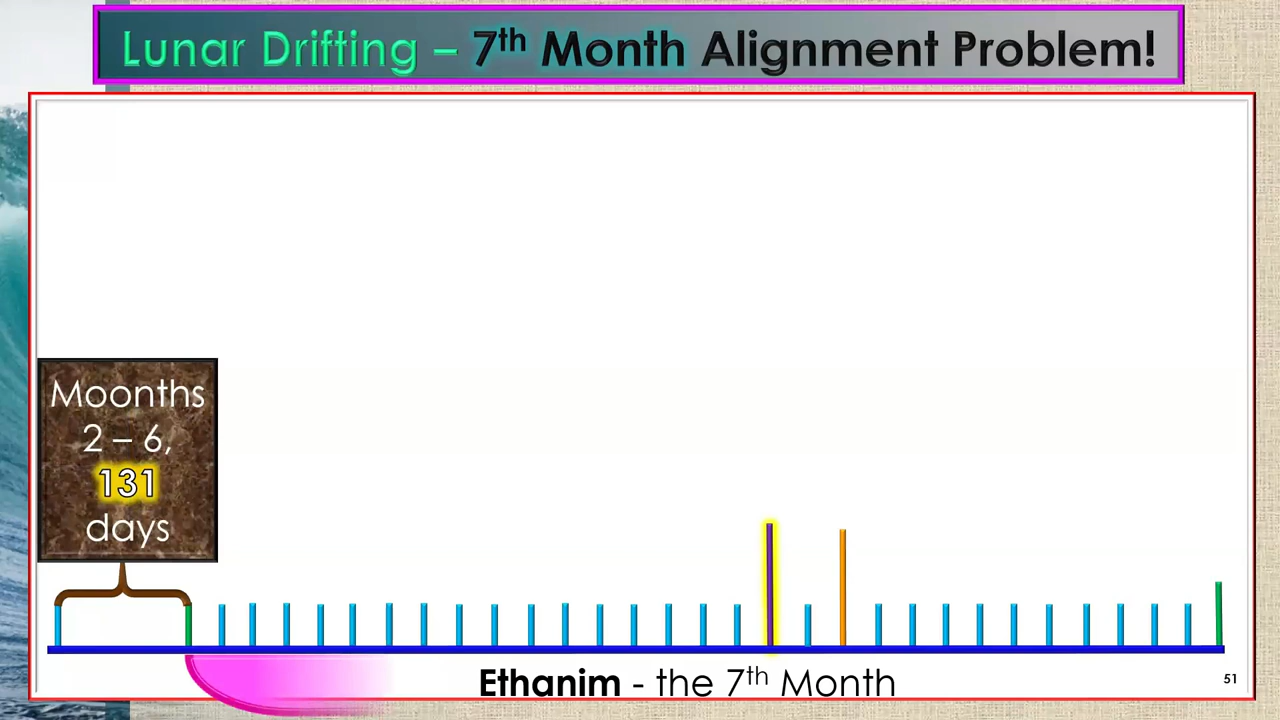 Lunar Drifting – 7th Month Alignment Problem!
Moonths
2 – 6,
131
days
Ethanim - the 7th Month
51